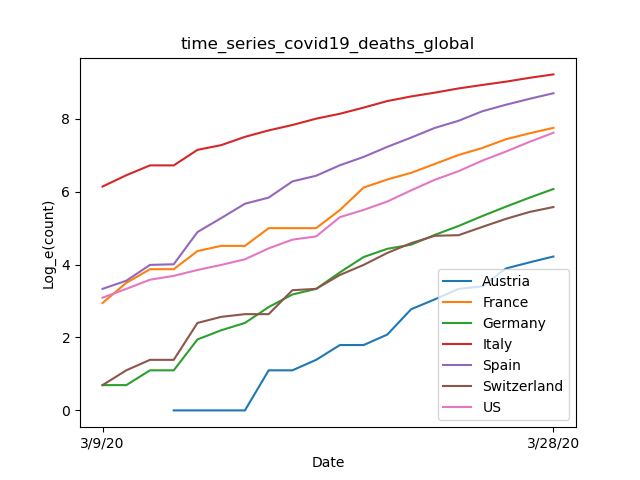 time_series_covid19_deaths_global
Log_e(count)
8
6
4
2
0
Austria
France
Germany
Italy
Spain
Switzerland
US
3/9/20
3/28/20
Date